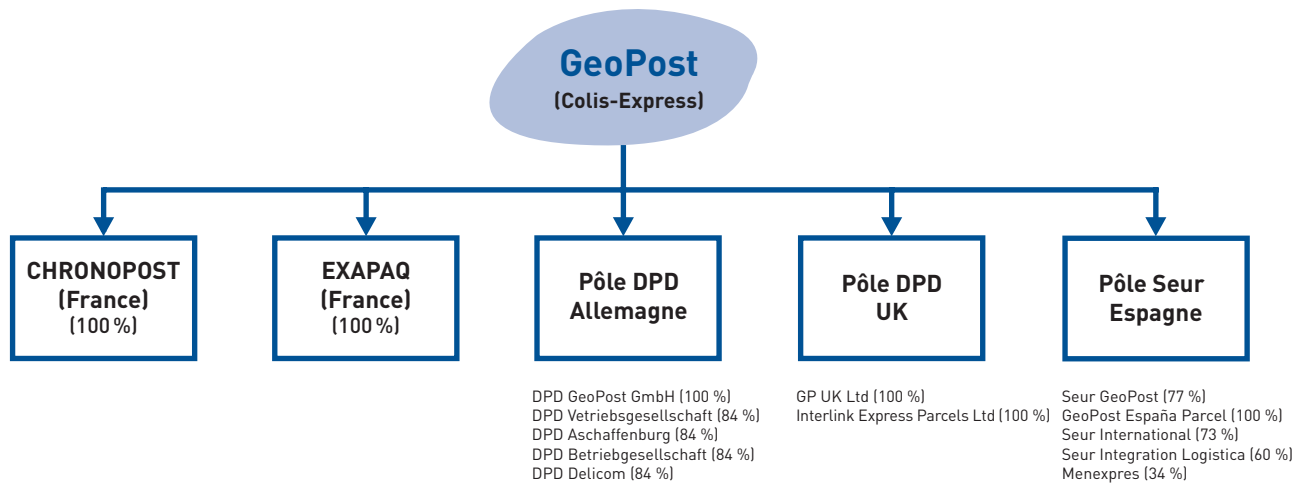 GeoPost
(Colis-Express)
CHRONOPOST
(France)
(100 %)
EXAPAQ
(France)
(100 %)
Pôle DPD
Allemagne
DPD GeoPost GmbH (100 %)
DPD Vetriebsgesellschaft (84 %)
DPD Aschaffenburg (84 %)
DPD Betriebgesellschaft (84 %)
DPD Delicom (84 %)
Pôle DPD
UK
GP UK Ltd (100 %)
Interlink Express Parcels Ltd (100 %)
Pôle Seur
Espagne
Seur GeoPost (77 %)
GeoPost España Parcel (100 %)
Seur International (73 %)
Seur Integration Logistica (60 %)
Menexpres (34 %)